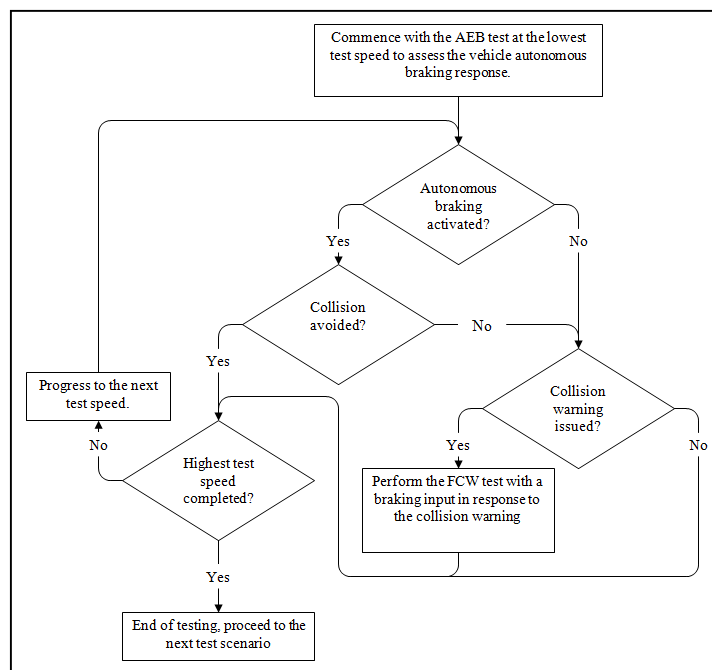 Commence with the AEB test at the lowest
test speed to assess the vehicle autonomous
braking response.
Autonomous
braking
activated?
Yes
No
Collision
avoided?
No
Yes
Progress to the next
test speed.
Collision
warning
issued?
No
Yes
No
Highest test
speed
completed?
Perform the FCW test with a
braking input in response to
the collision warning
Yes
End of testing, proceed to the
next test scenario